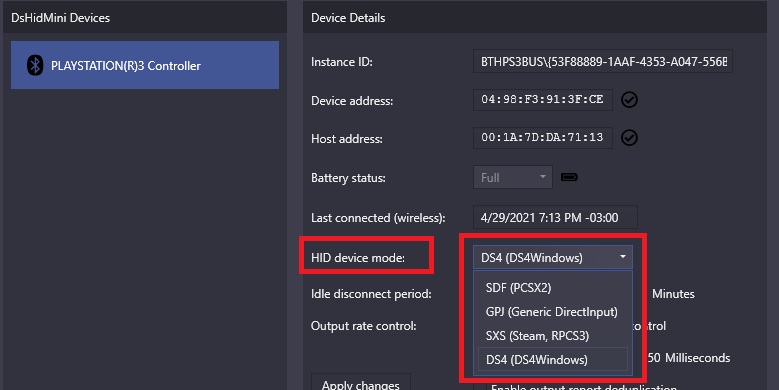 DsHidMini Devices
PLAYSTATION(R)3 Controller
Device Details
Instance ID: BTHPS3BUS\{53F88889-1AAF-4353-A047-556B
Device address: 04:98:F3:91:3F:CE
Host address: 00:1A:7D:DA:71:13
Battery status: Full
Last connected (wireless): 4/29/2021 7:13 PM -03:00
HID device mode: DS4 (DS4Windows)
SDF (PCSX2)
Idle disconnect period: Minutes
GPJ (Generic DirectInput)
Output rate control: ntrol
SXS (Steam, RPCS3)
DS4 (DS4Windows)
50 Milliseconds
Apply changes
Enable output report deduplication